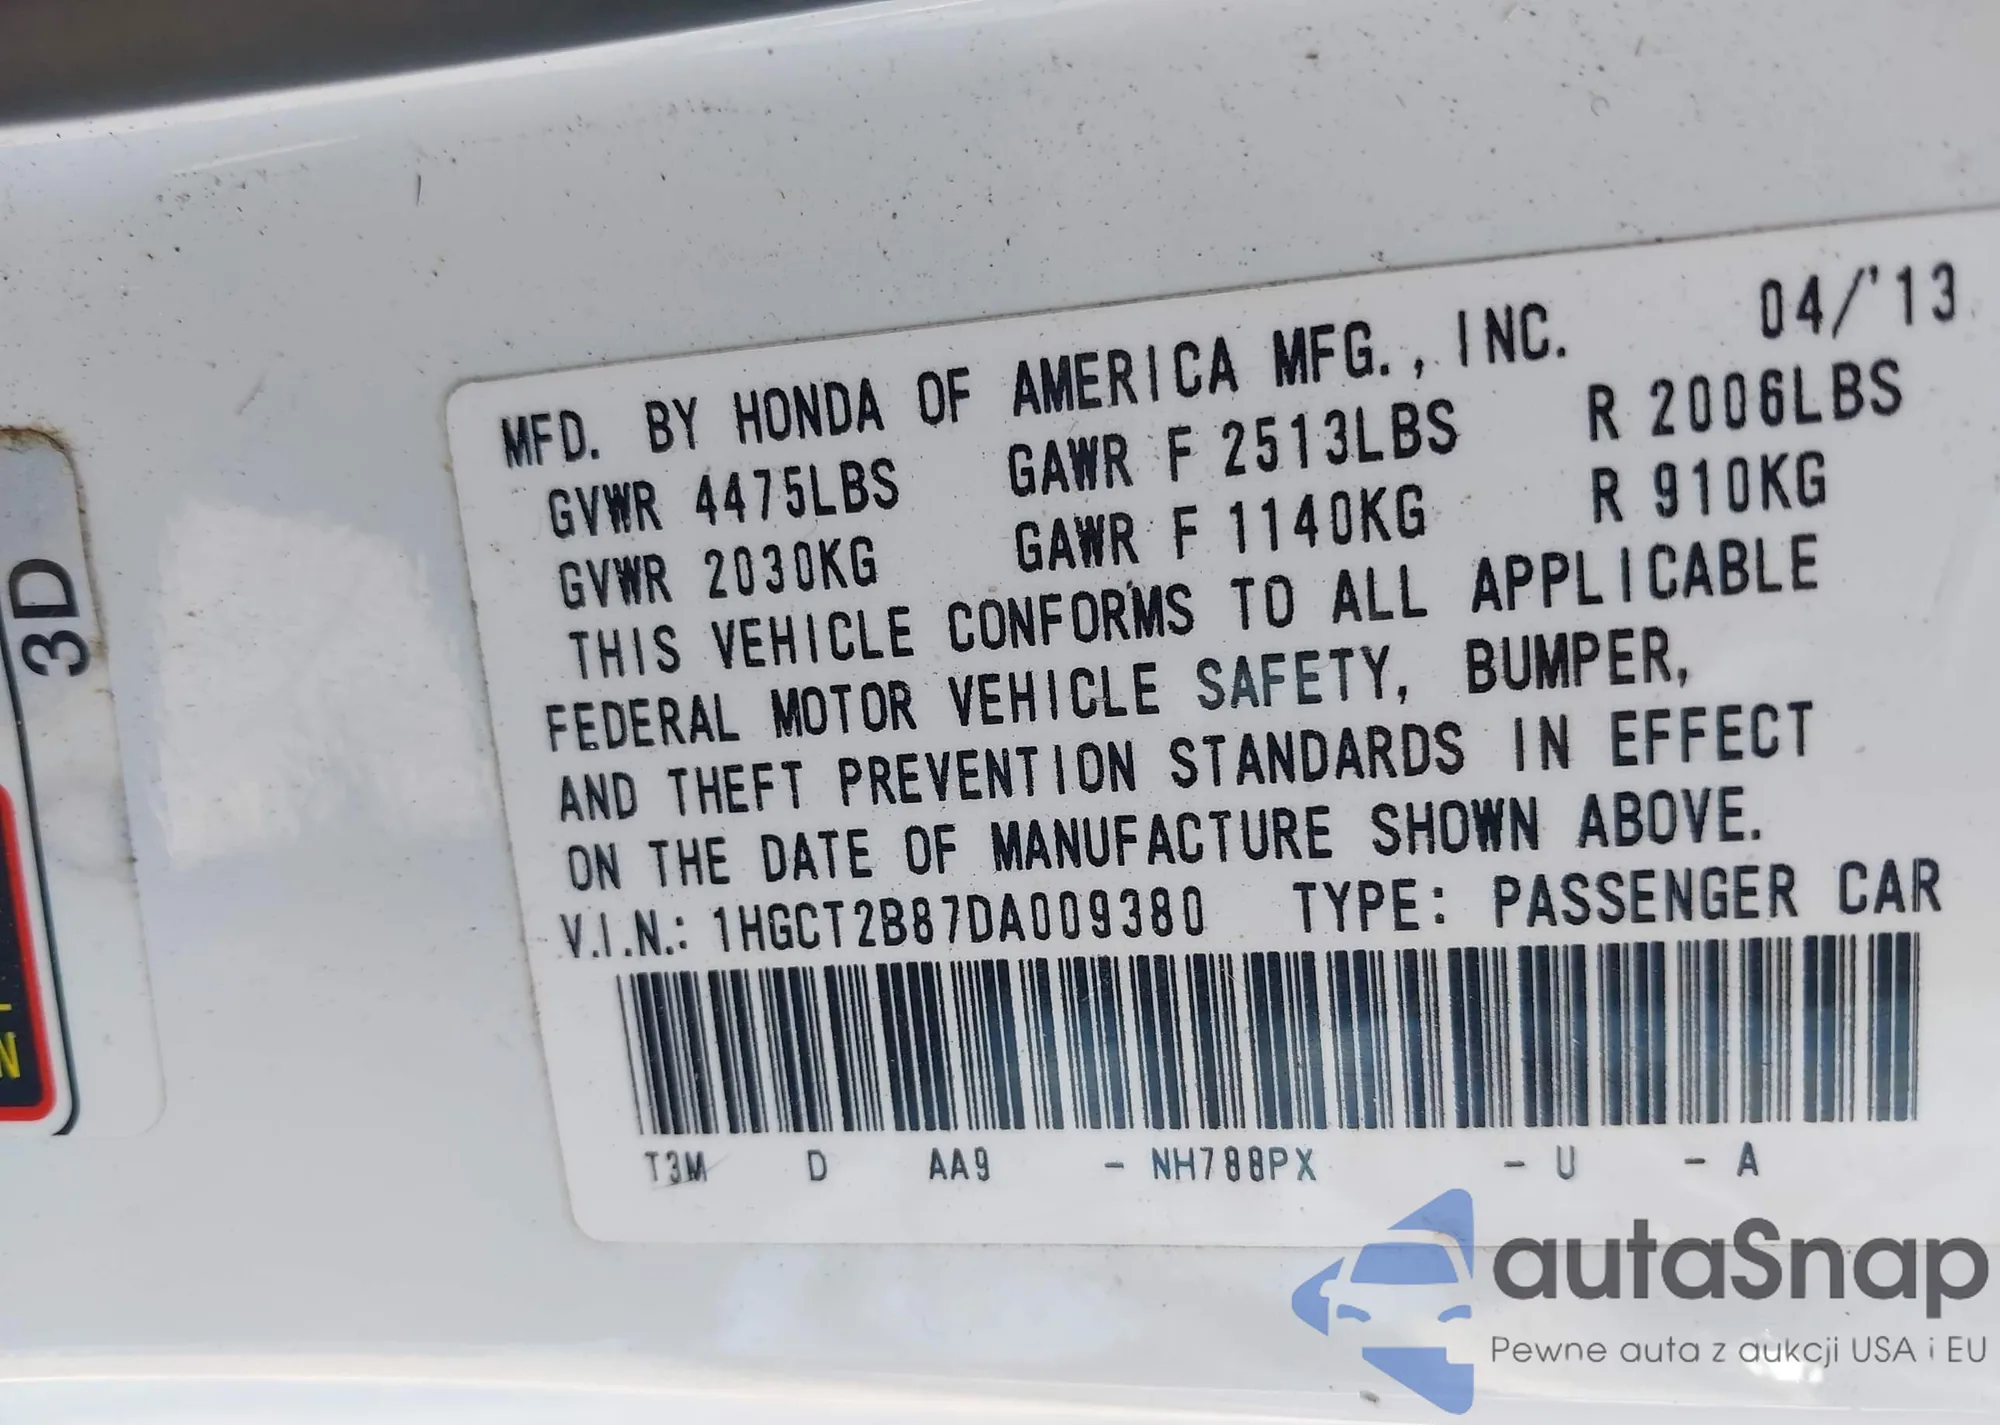 MFD. BY HONDA OF AMERICA MFG., INC. 04/'13
GVWR 4475LBS GAWR F 2513LBS R 2006LBS
GVWR 2030KG GAWR F 1140KG R 910KG
THIS VEHICLE CONFORMS TO ALL APPLICABLE
FEDERAL MOTOR VEHICLE SAFETY, BUMPER,
AND THEFT PREVENTION STANDARDS IN EFFECT
ON THE DATE OF MANUFACTURE SHOWN ABOVE.
V.I.N.: 1HGCT2B87DA009380 TYPE: PASSENGER CAR
T3M D AA9 - NH788PX - U - A
3D
N
autaSnap
Pewne auta z aukcji USA i EU